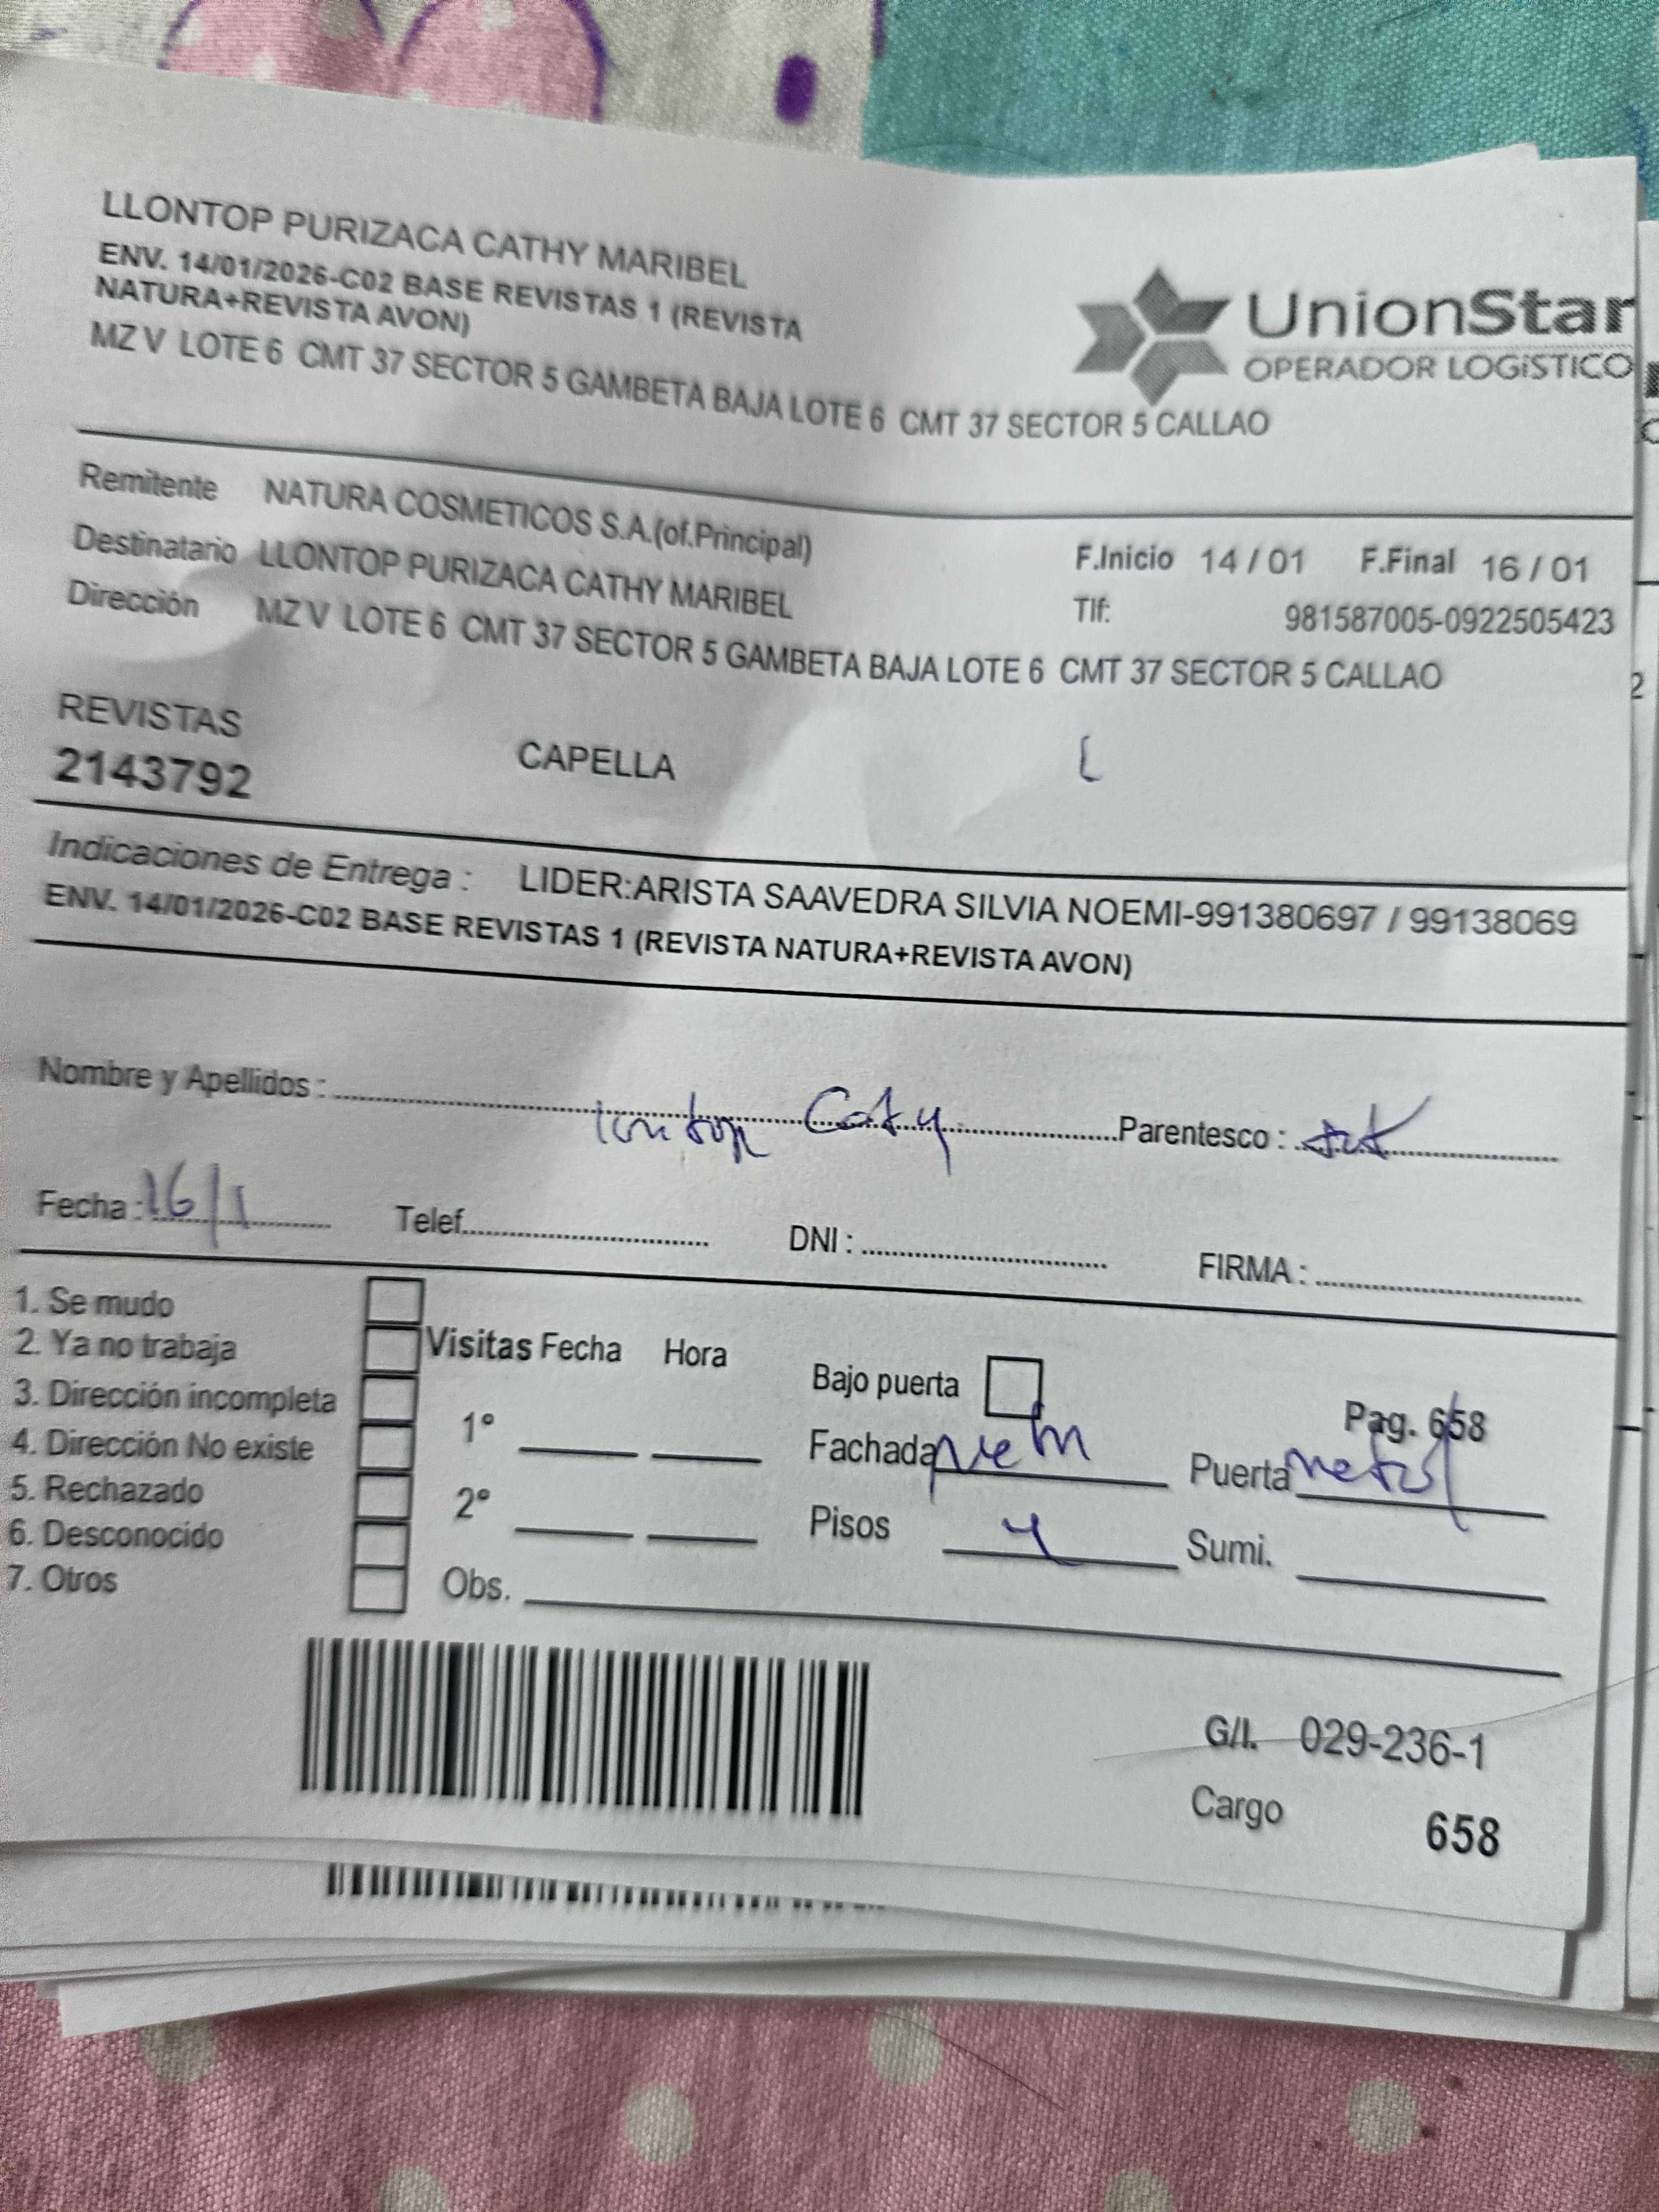 LLONTOP PURIZACA CATHY MARIBEL
ENV. 14/01/2026-C02 BASE REVISTAS 1 (REVISTA
NATURA+REVISTA AVON)
MZ V LOTE 6 CMT 37 SECTOR 5 GAMBETA BAJA LOTE 6 CMT 37 SECTOR 5 CALLAO
UnionStar
OPERADOR LOGíSTICO
Remitente NATURA COSMETICOS S.A.(of.Principal)
F.Inicio 14 / 01 F.Final 16 / 01
Destinatario LLONTOP PURIZACA CATHY MARIBEL
Tlf: 981587005-0922505423
Dirección MZ V LOTE 6 CMT 37 SECTOR 5 GAMBETA BAJA LOTE 6 CMT 37 SECTOR 5 CALLAO
REVISTAS
2143792 CAPELLA
Indicaciones de Entrega : LIDER:ARISTA SAAVEDRA SILVIA NOEMI-991380697 / 99138069
ENV. 14/01/2026-C02 BASE REVISTAS 1 (REVISTA NATURA+REVISTA AVON)
Nombre y Apellidos : lontop Caty Parentesco :
Fecha : 16/1 Telef. DNI : FIRMA :
1. Se mudo
2. Ya no trabaja
3. Dirección incompleta
4. Dirección No existe
5. Rechazado
6. Desconocido
7. Otros
Visitas Fecha Hora
1°
2°
Obs.
Bajo puerta
Pag. 658
Fachada Puerta metal
Pisos 4 Sumi.
G/I. 029-236-1
Cargo 658